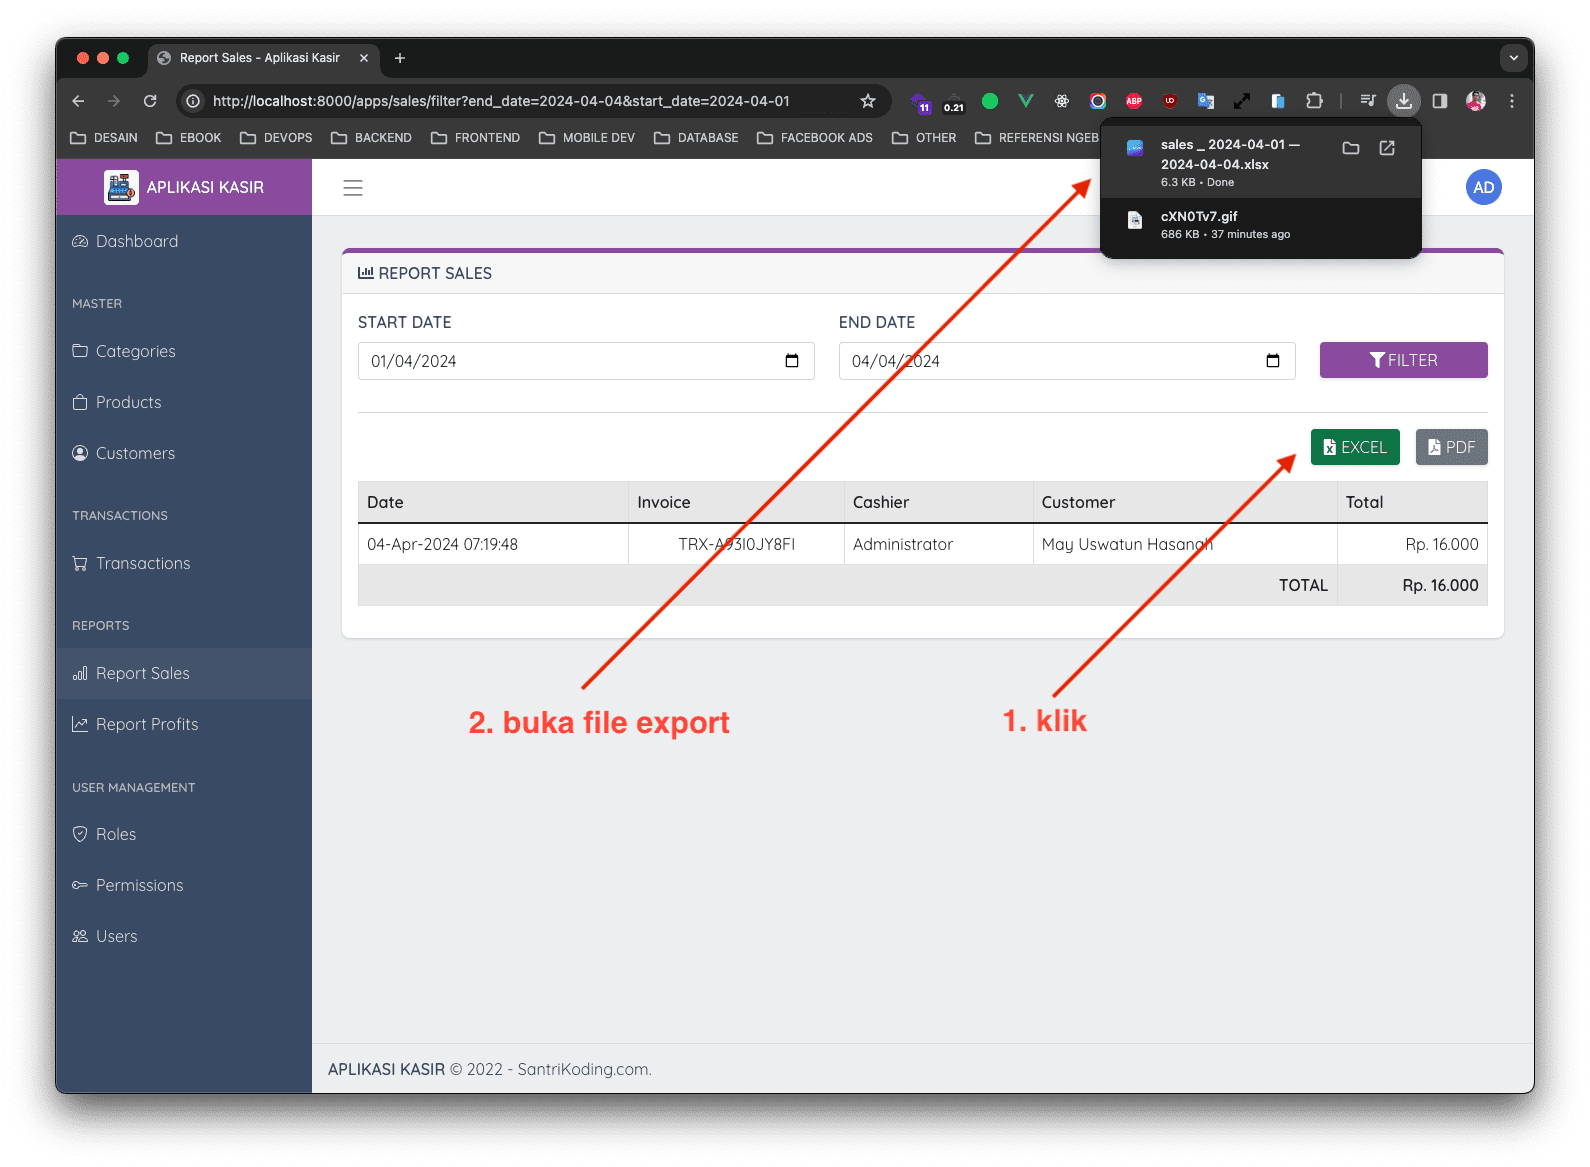 Report Sales - Aplikasi Kasir
http://localhost:8000/apps/sales/filter?end_date=2024-04-04&start_date=2024-04-01
11
0.21
ABP
DESAIN EBOOK DEVOPS BACKEND FRONTEND MOBILE DEV DATABASE FACEBOOK ADS OTHER REFERENSI NGEB
sales _ 2024-04-01 —
2024-04-04.xlsx
6.3 KB • Done
cXN0Tv7.gif
686 KB • 37 minutes ago
APLIKASI KASIR
AD
Dashboard
MASTER
Categories
Products
Customers
TRANSACTIONS
Transactions
REPORTS
Report Sales
Report Profits
USER MANAGEMENT
Roles
Permissions
Users
REPORT SALES
START DATE END DATE
01/04/2024 04/04/2024 FILTER
EXCEL PDF
Date Invoice Cashier Customer Total
04-Apr-2024 07:19:48 TRX-A93I0JY8FI Administrator May Uswatun Hasanah Rp. 16.000
TOTAL Rp. 16.000
2. buka file export
1. klik
APLIKASI KASIR © 2022 - SantriKoding.com.